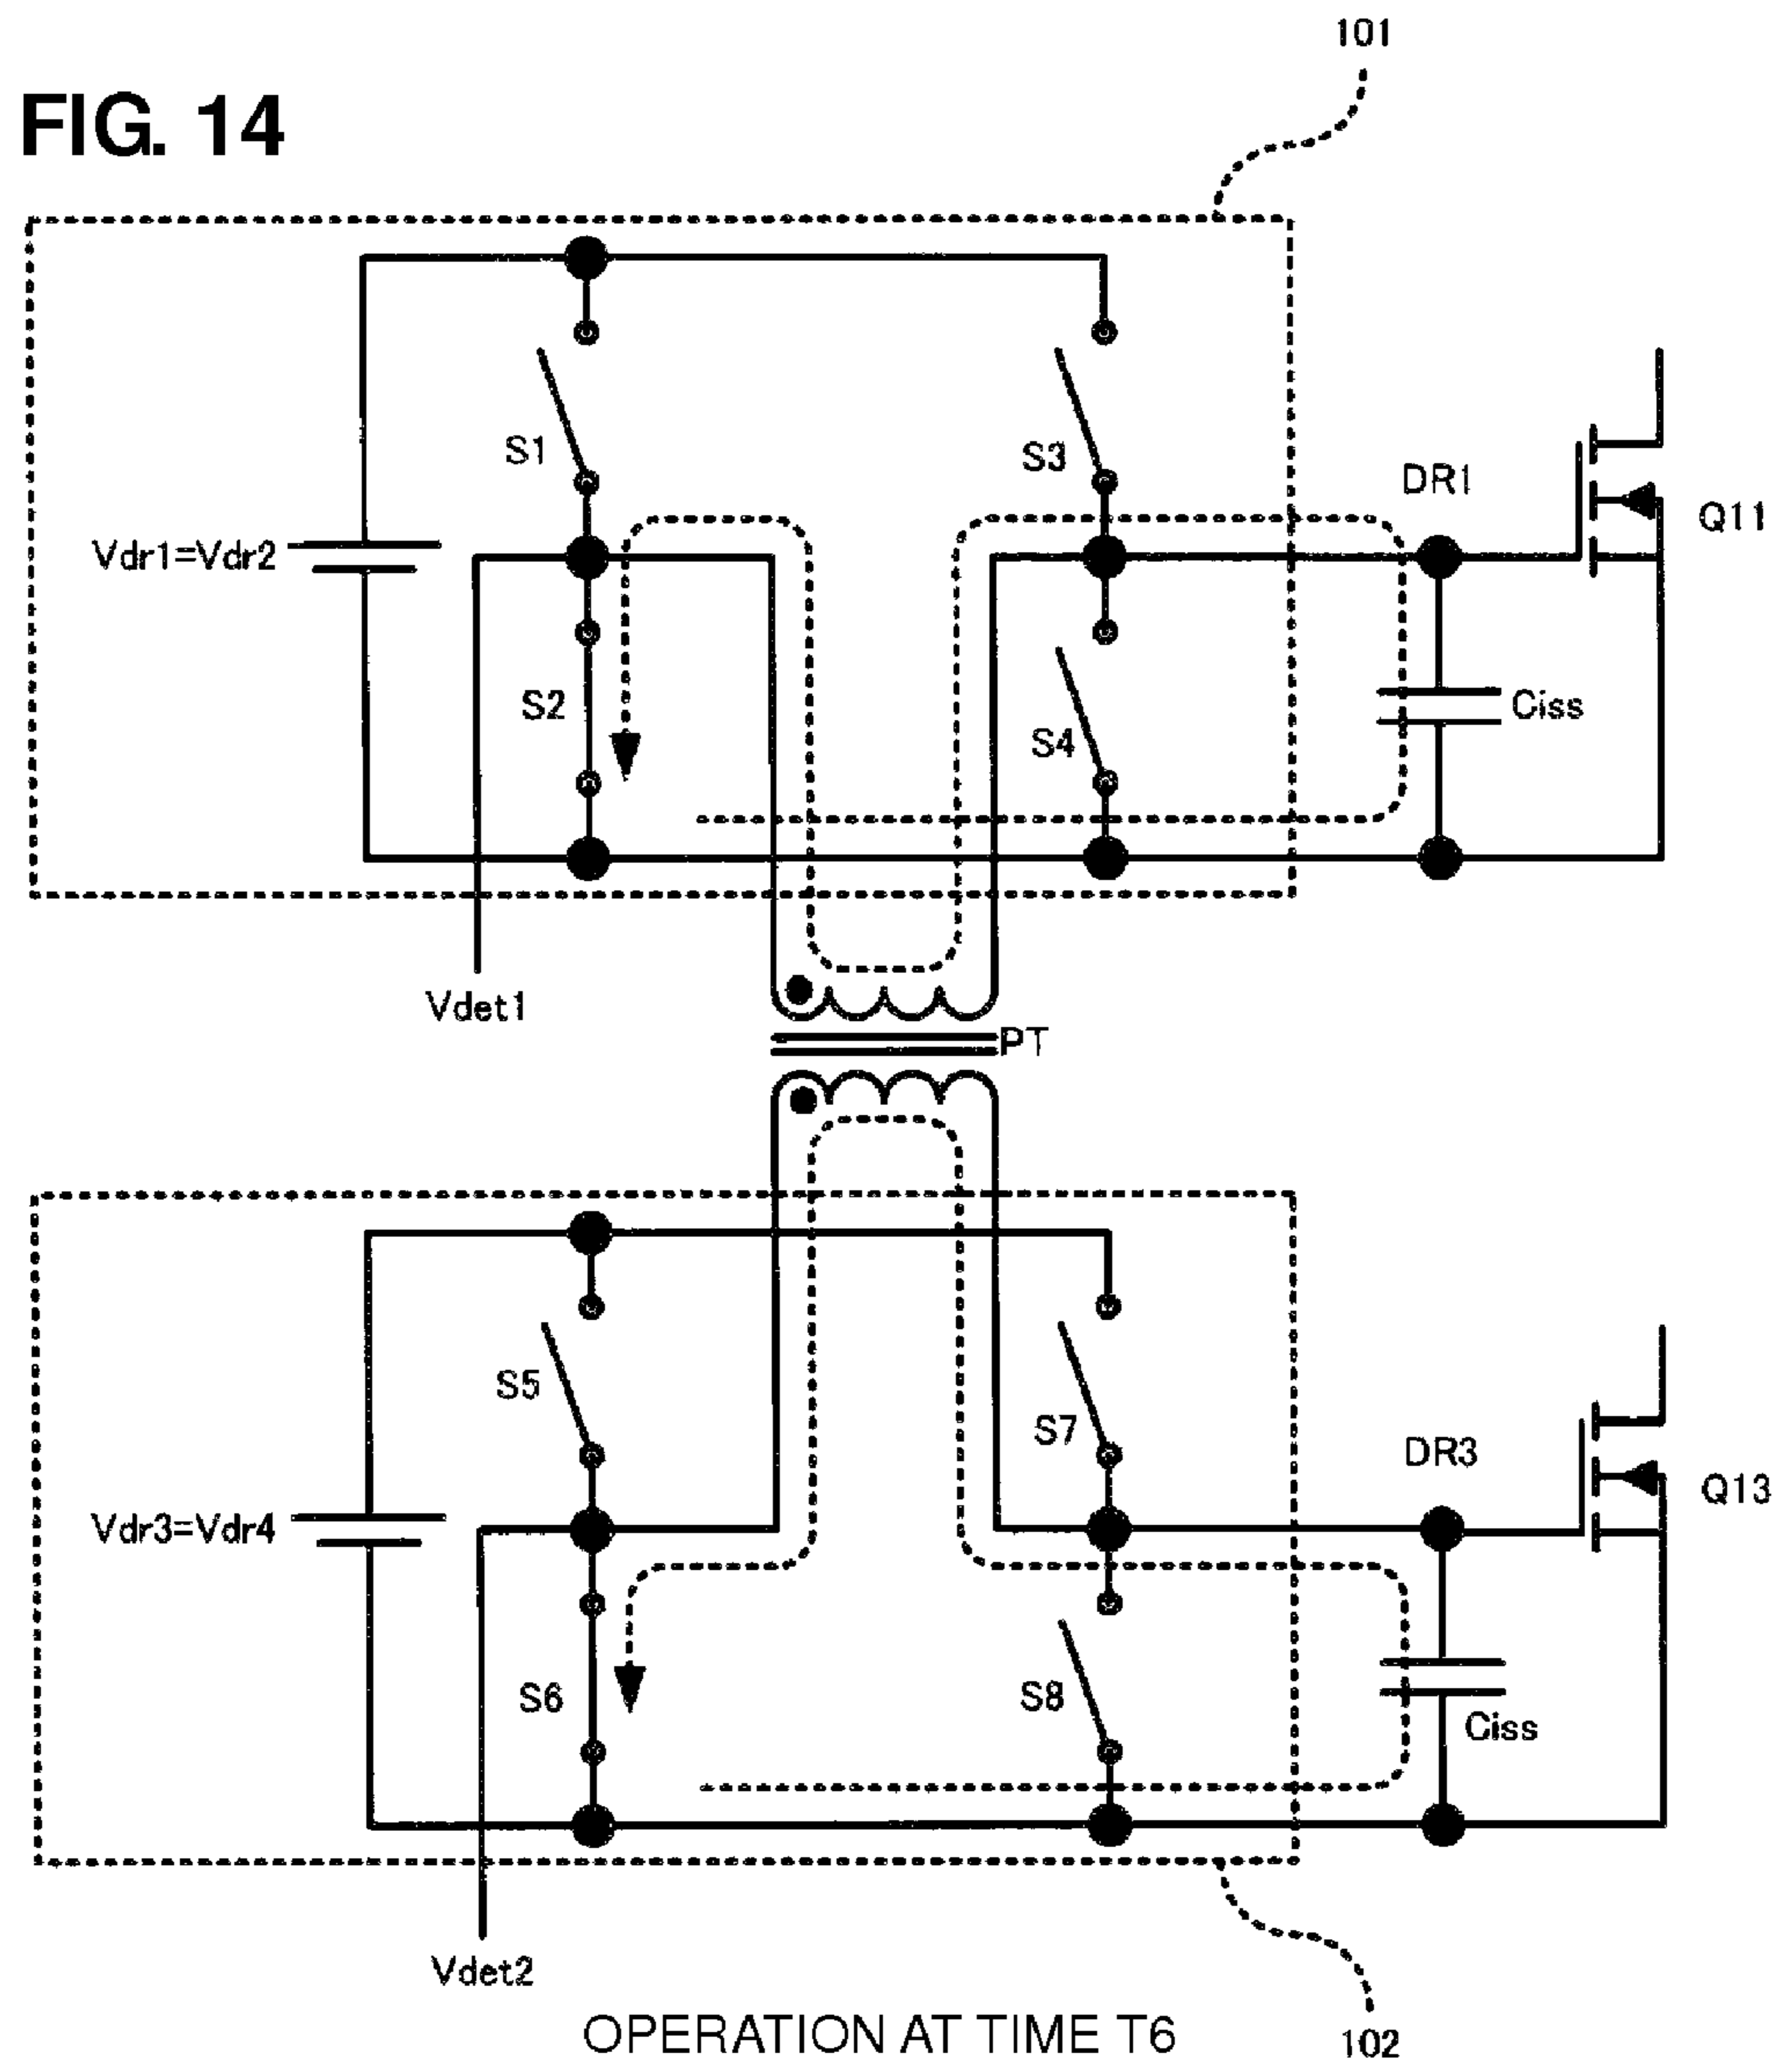 101
FIG. 14
S1
S3
DR1
Q11
Vdr1=Vdr2
S2
S4
Ciss
Vdet1
PT
S5
S7
DR3
Q13
Vdr3=Vdr4
S6
S8
Ciss
Vdet2
OPERATION AT TIME T6
102